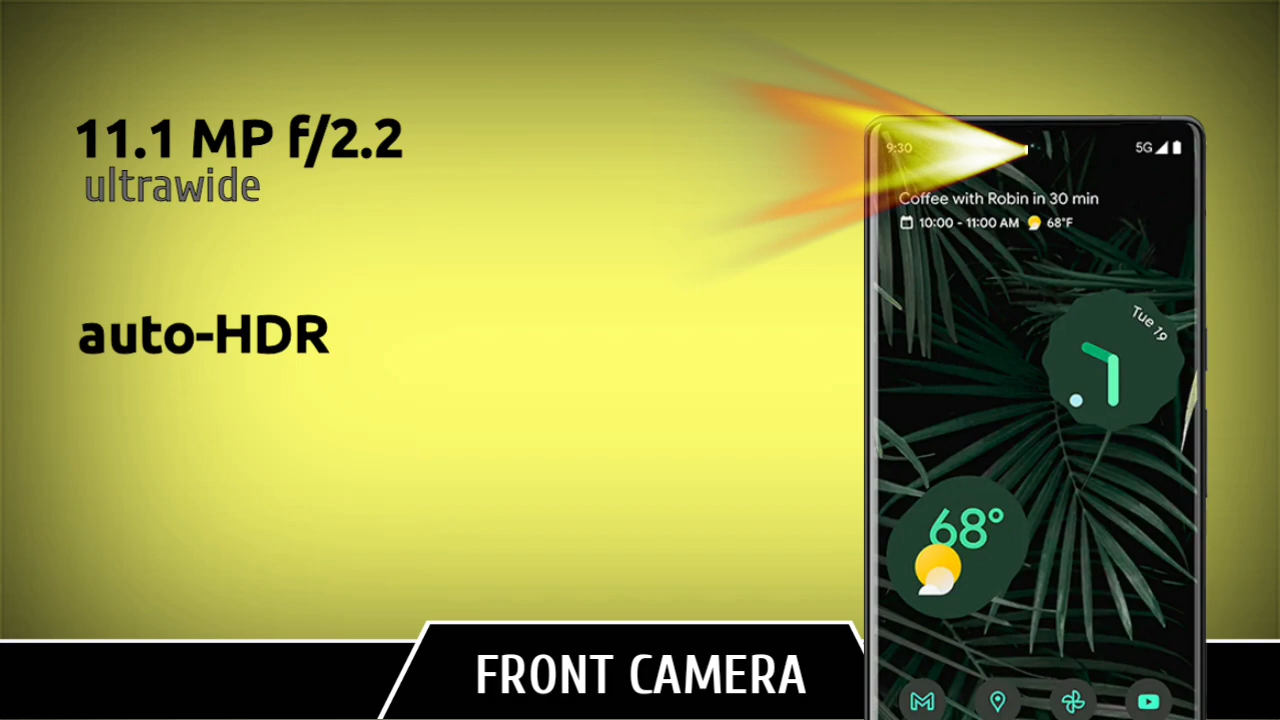 11.1 MP f/2.2
ultrawide
auto-HDR
9:30
5G
Coffee with Robin in 30 min
10:00 - 11:00 AM 68°F
Tue 19
68°
FRONT CAMERA